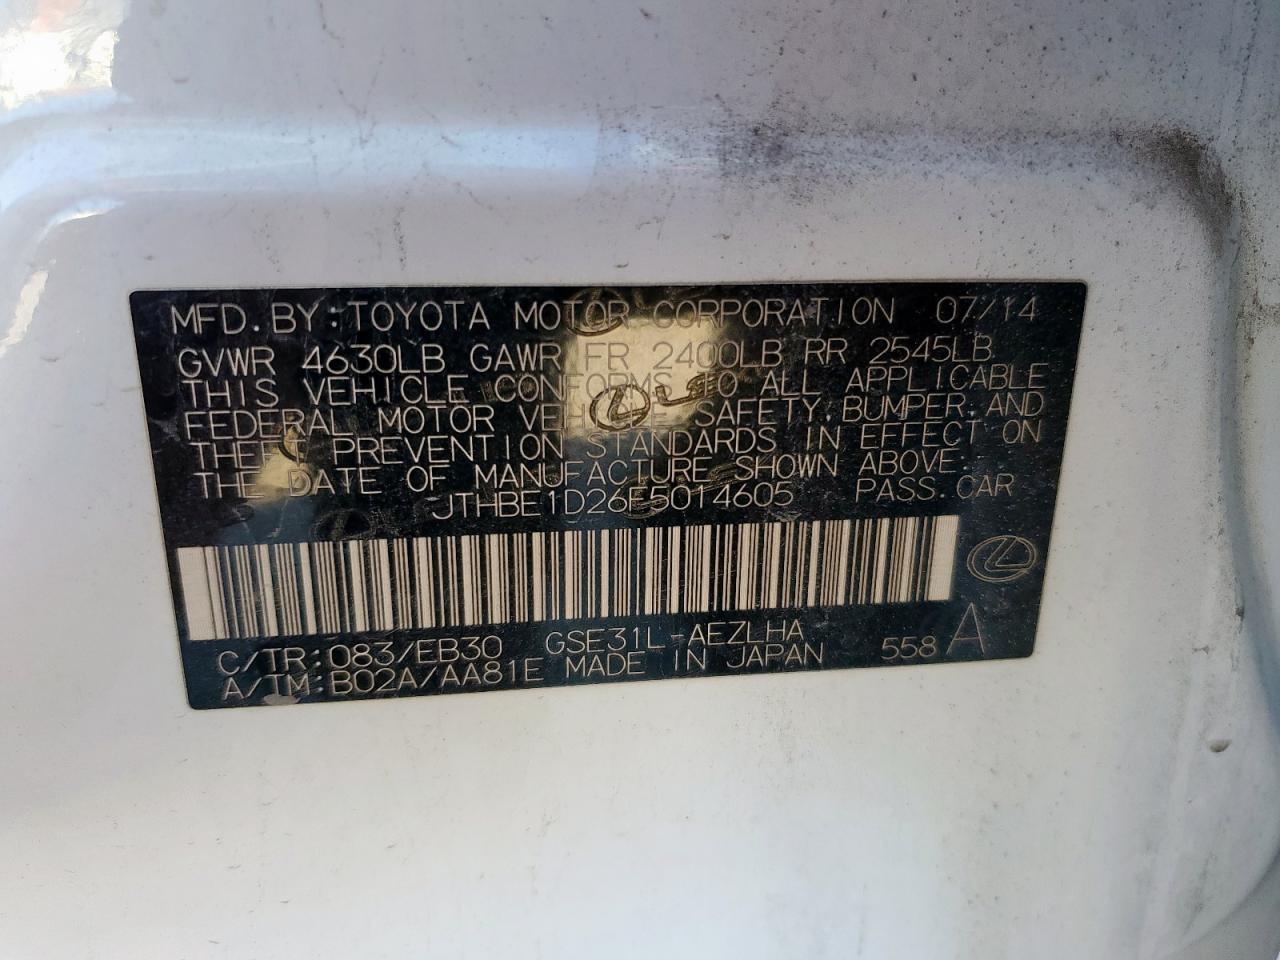 MFD.BY:TOYOTA MOTOR CORPORATION 07/14
GVWR 4630LB GAWR FR 2400LB RR 2545LB
THIS VEHICLE CONFORMS TO ALL APPLICABLE
FEDERAL MOTOR VEHICLE SAFETY,BUMPER,AND
THEFT PREVENTION STANDARDS IN EFFECT ON
THE DATE OF MANUFACTURE SHOWN ABOVE.
JTHBE1D26F5014605 PASS.CAR
C/TR:083/EB30 GSE31L-AEZLHA
A/TM:B02A/AA81E MADE IN JAPAN 558 A